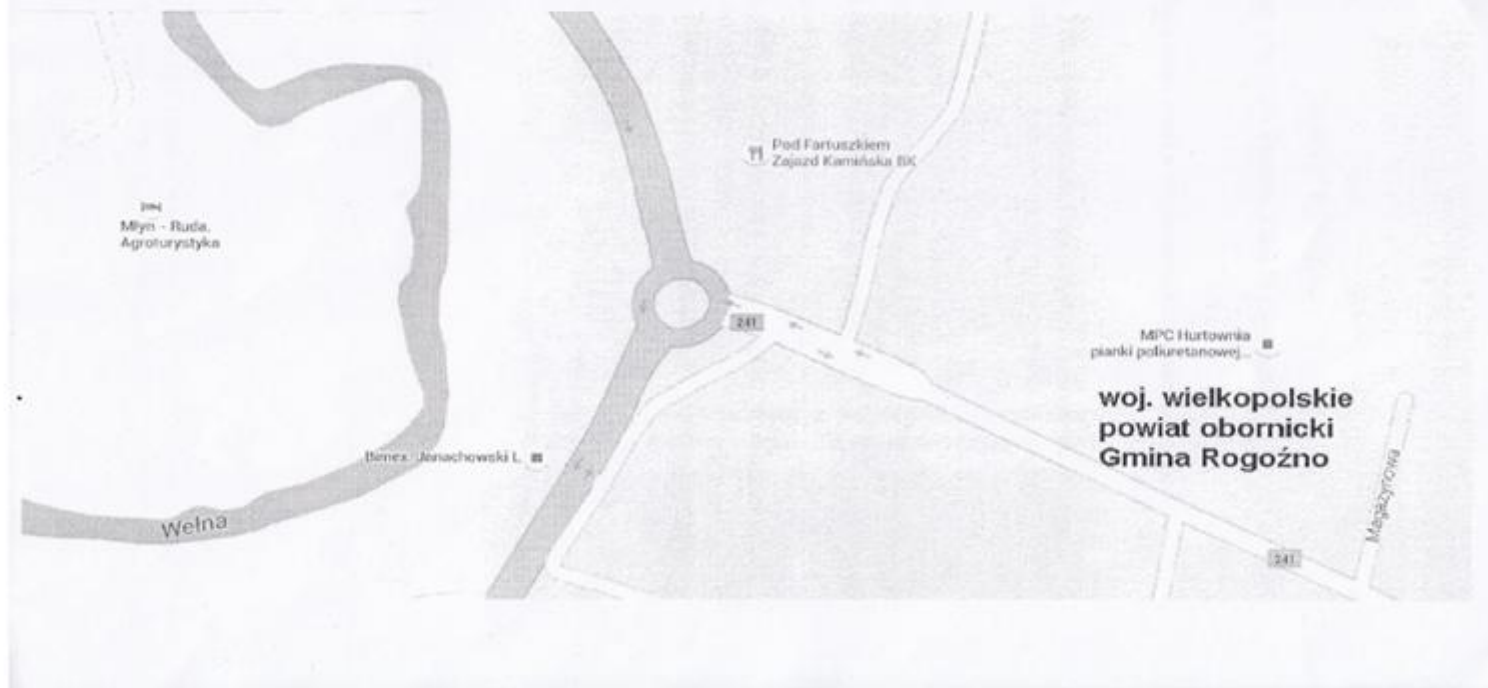 Pod Fartuszkiem
Zajazd Kamińska BK
Młyn - Ruda.
Agroturystyka
241
MPC Hurtownia
pianki poliuretanowej...
woj. wielkopolskie
powiat obornicki
Gmina Rogoźno
Benex. Jonachowski L.
Magazynowa
Wełna
241